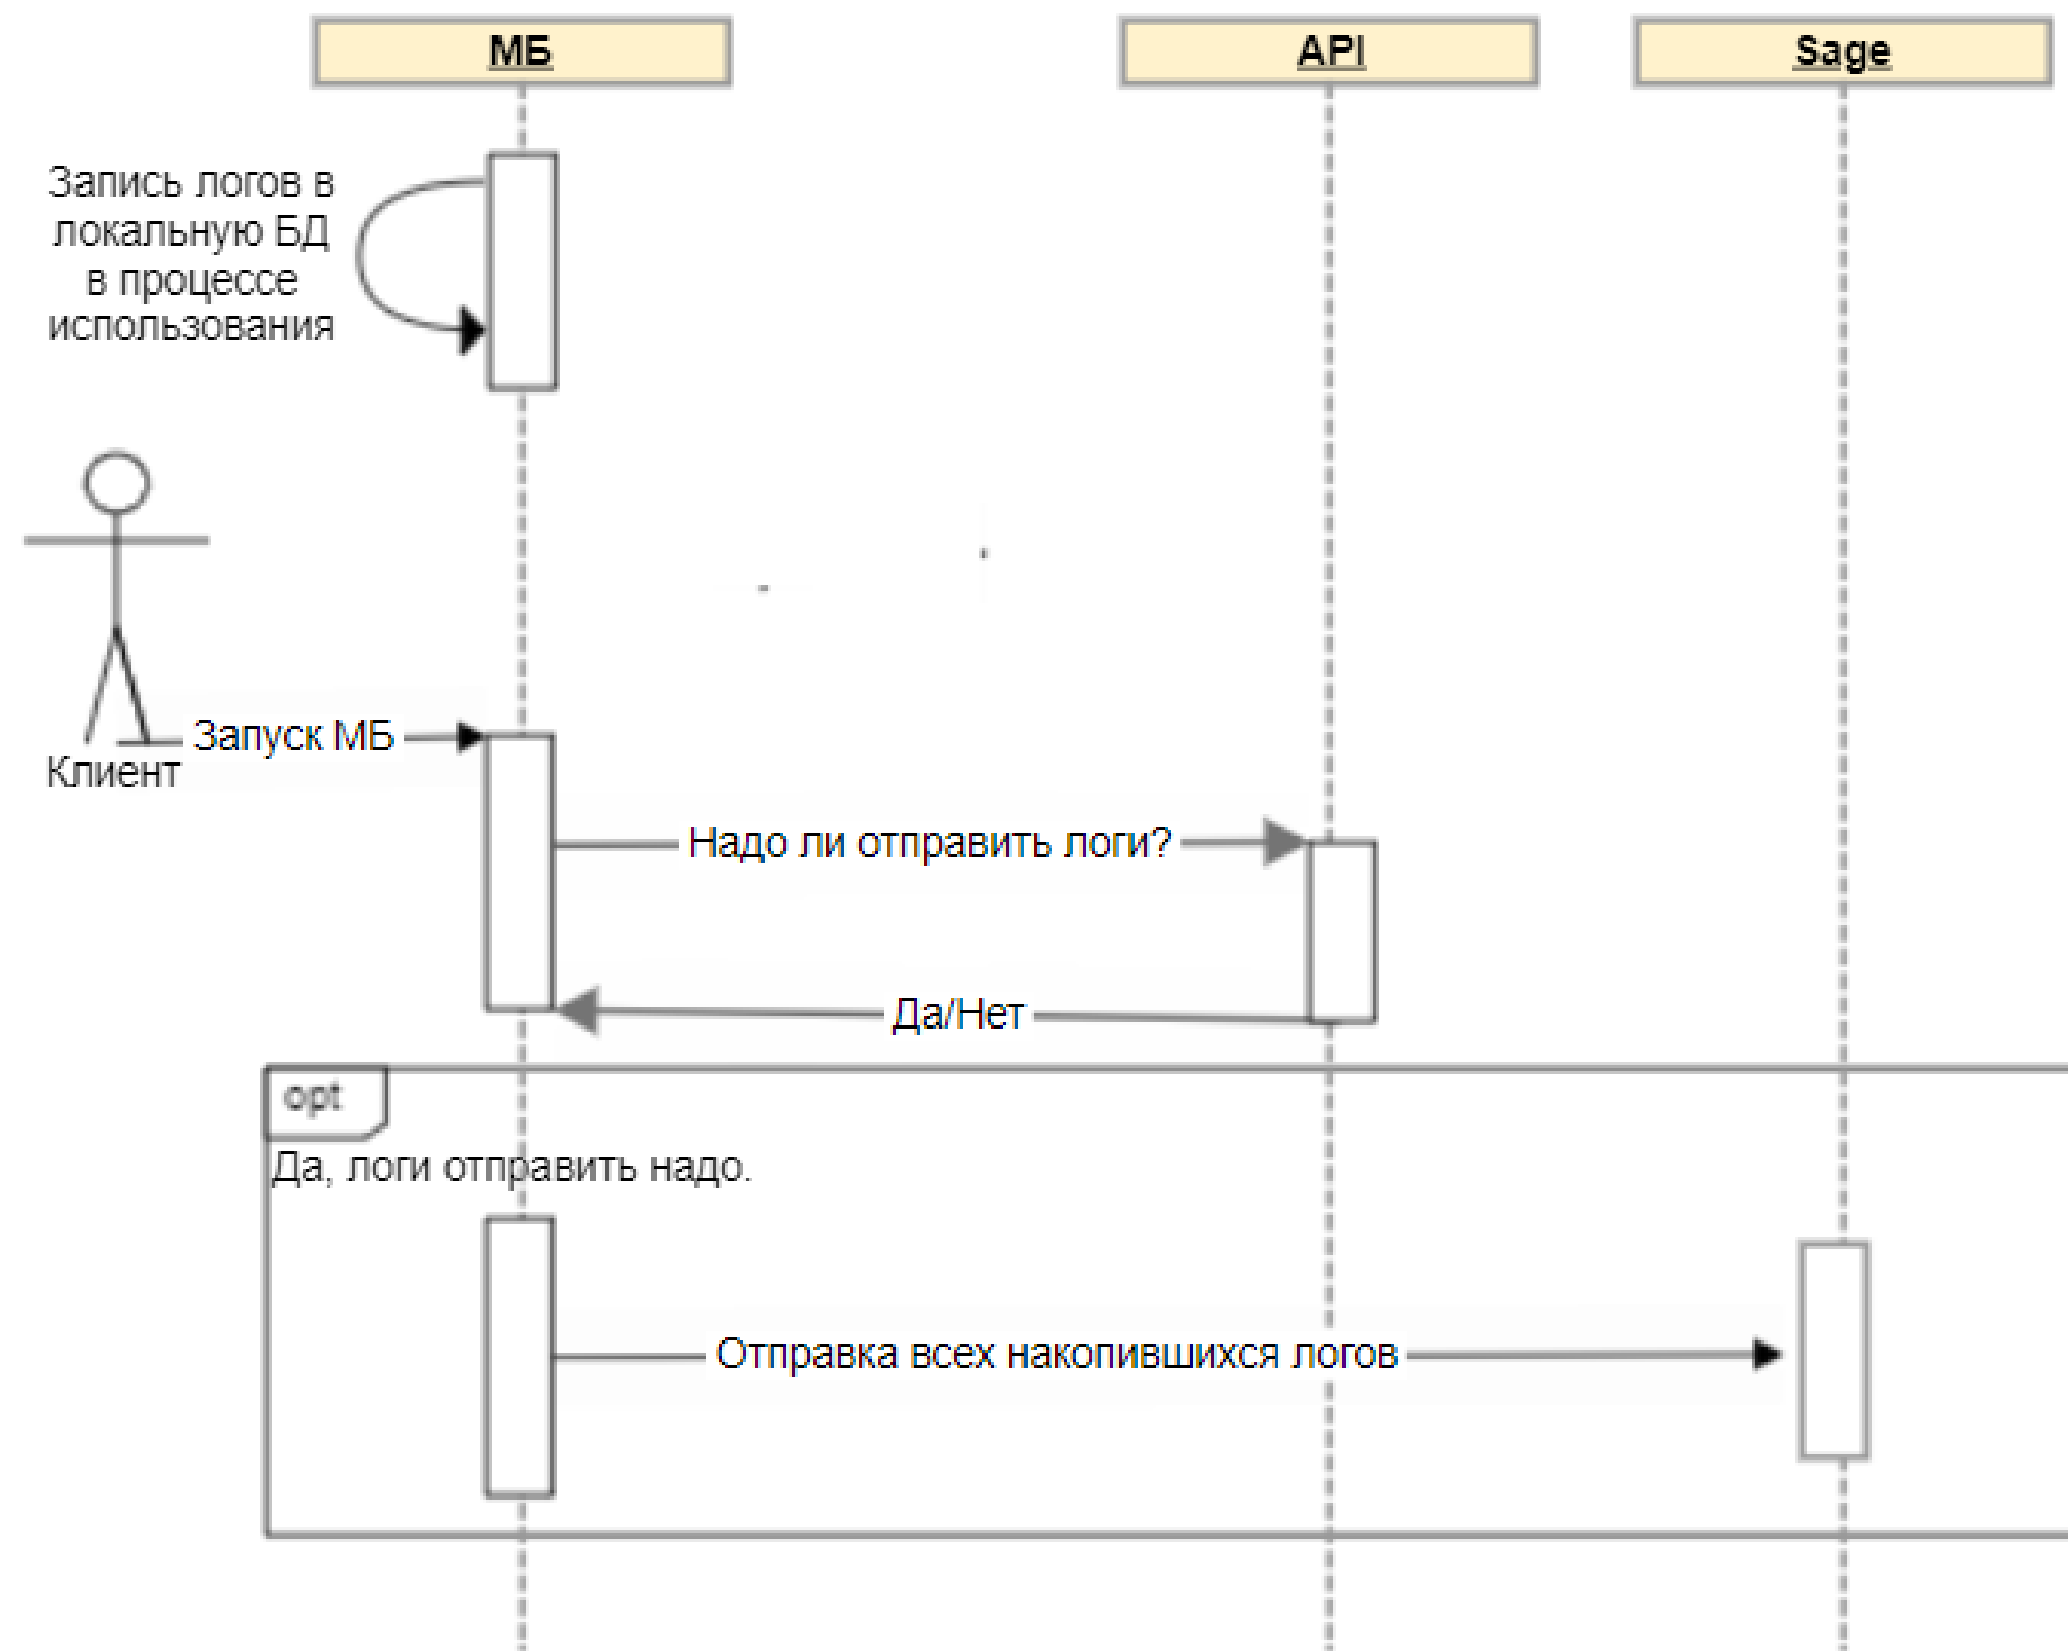 МБ
API
Sage
Запись логов в
локальную БД
в процессе
использования
Запуск МБ
Клиент
Надо ли отправить логи?
Да/Нет
opt
Да, логи отправить надо.
Отправка всех накопившихся логов